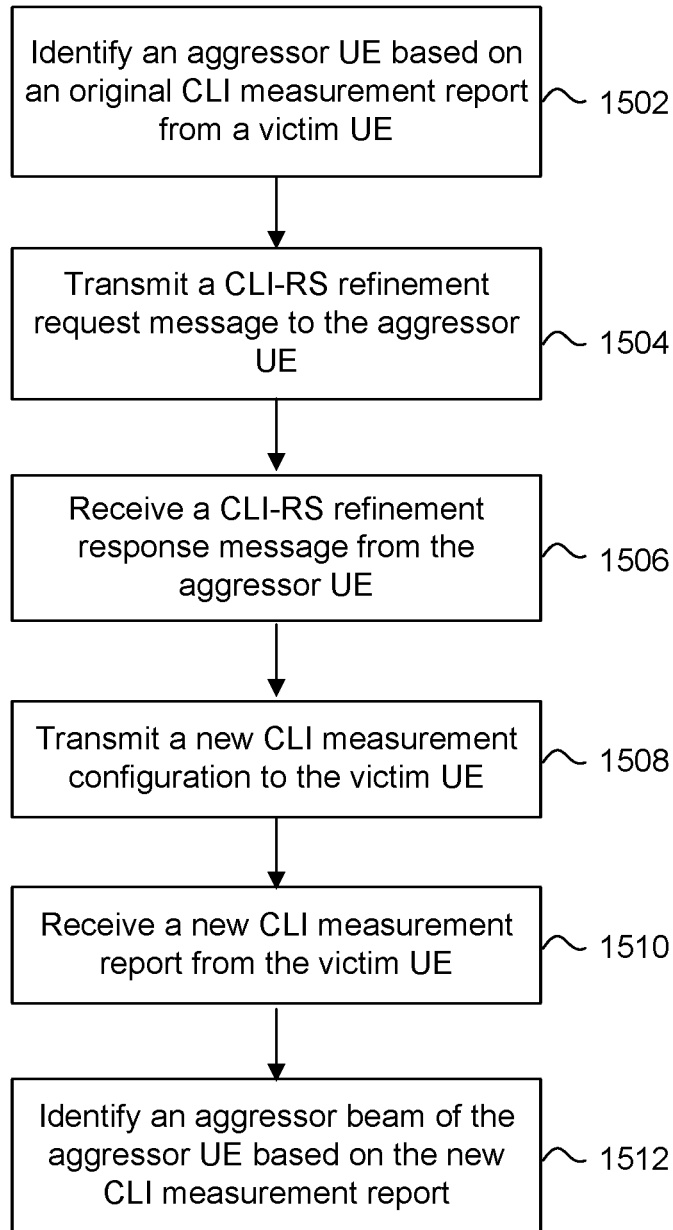 Identify an aggressor UE based on
an original CLI measurement report
from a victim UE
1502
Transmit a CLI-RS refinement
request message to the aggressor
UE
1504
Receive a CLI-RS refinement
response message from the
aggressor UE
1506
Transmit a new CLI measurement
configuration to the victim UE
1508
Receive a new CLI measurement
report from the victim UE
1510
Identify an aggressor beam of the
aggressor UE based on the new
CLI measurement report
1512